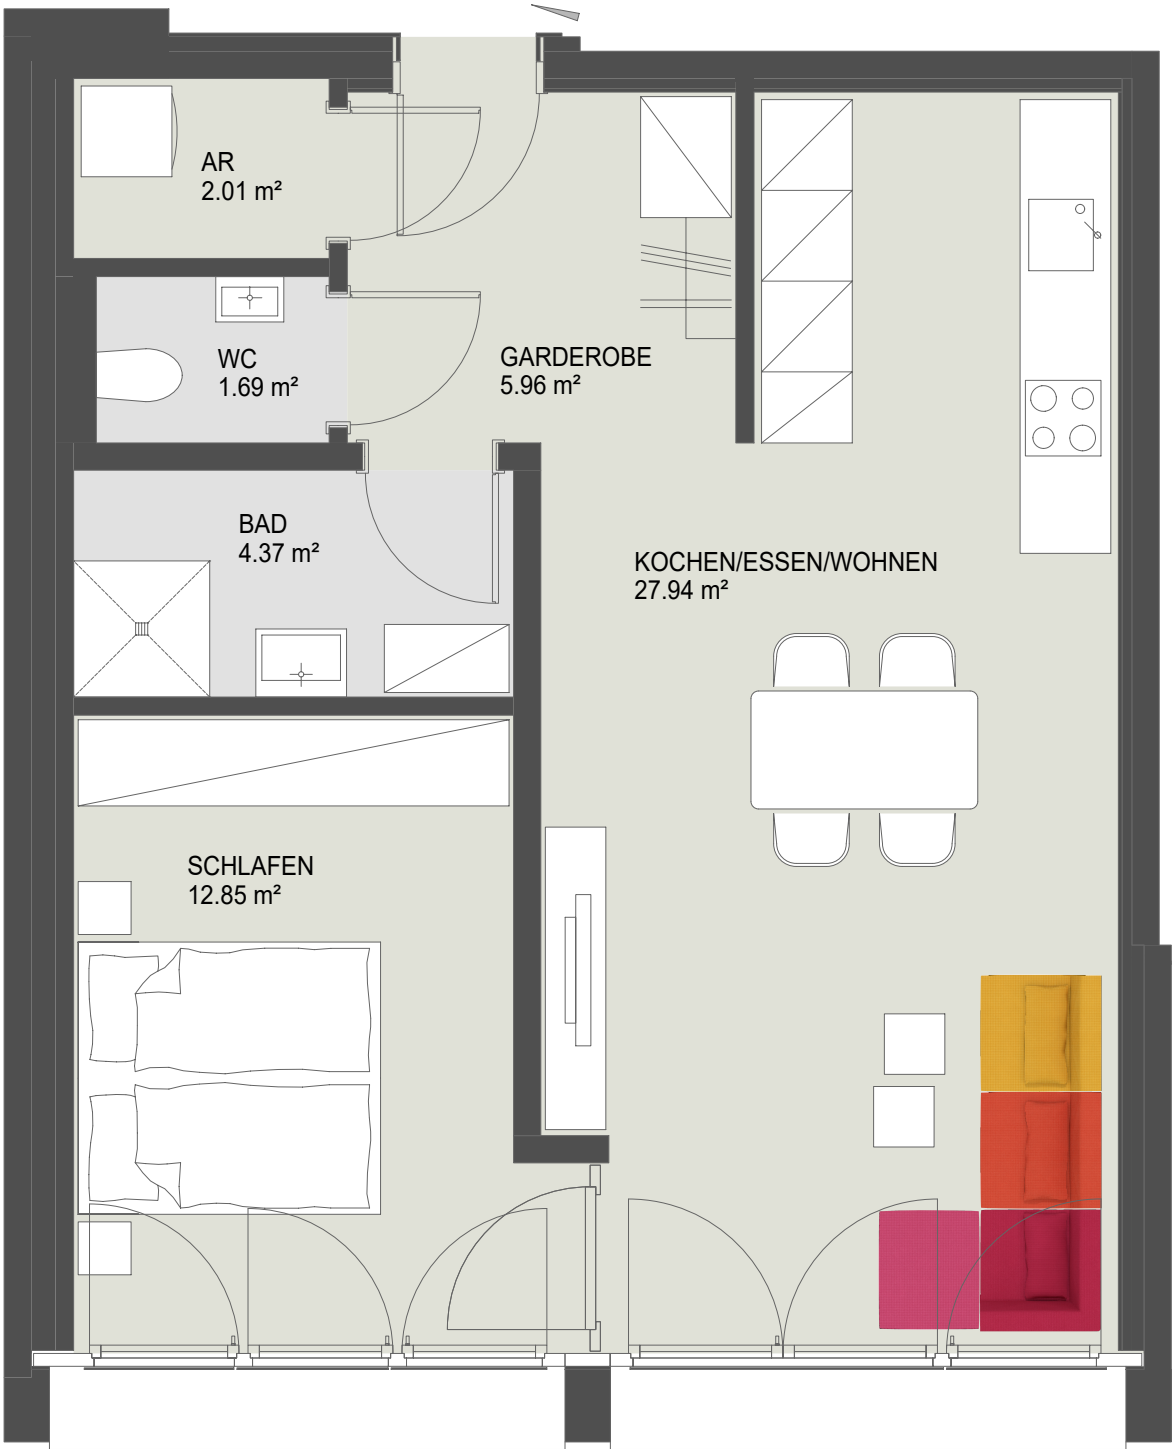 AR
2.01 m²
WC
1.69 m²
GARDEROBE
5.96 m²
BAD
4.37 m²
KOCHEN/ESSEN/WOHNEN
27.94 m²
SCHLAFEN
12.85 m²